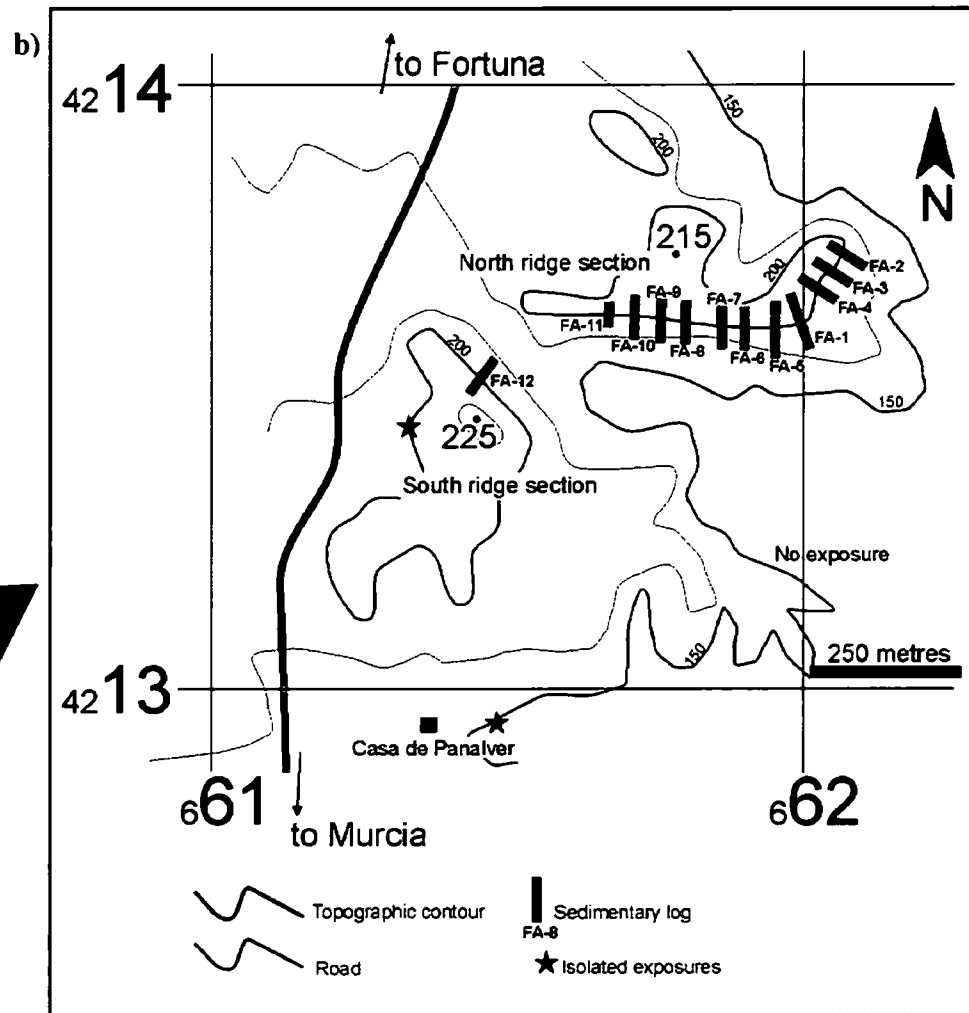 b)
to Fortuna
4214
150
200
N
215
200
North ridge section
FA-2
FA-3
FA-4
FA-9
FA-7
FA-11
FA-10
FA-8
FA-6
FA-5
FA-1
200
FA-12
150
225
South ridge section
No exposure
150
250 metres
4213
Casa de Panalver
661
662
to Murcia
Topographic contour
Sedimentary log
FA-8
Road
Isolated exposures